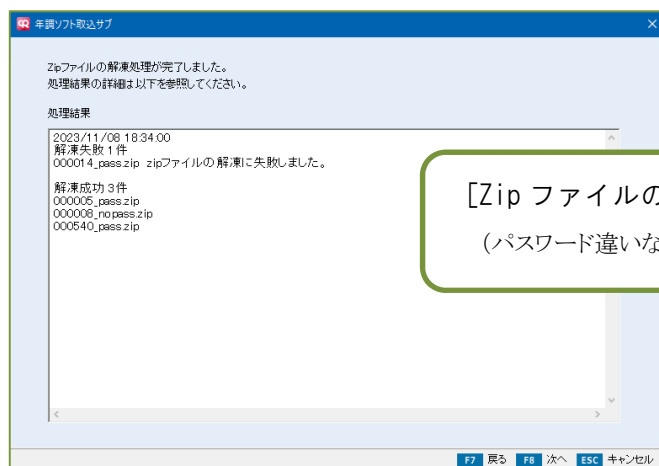 年調ソフト取込サブ
Zipファイルの解凍処理が完了しました。
処理結果の詳細は以下を参照してください。
処理結果
2023/11/08 18:34:00
解凍失敗 1件
000014_pass.zip zipファイルの解凍に失敗しました。
解凍成功 3件
000005_pass.zip
000008_nopass.zip
000540_pass.zip
[Zip ファイルの
(パスワード違いな
F7 戻る F8 次へ ESC キャンセル